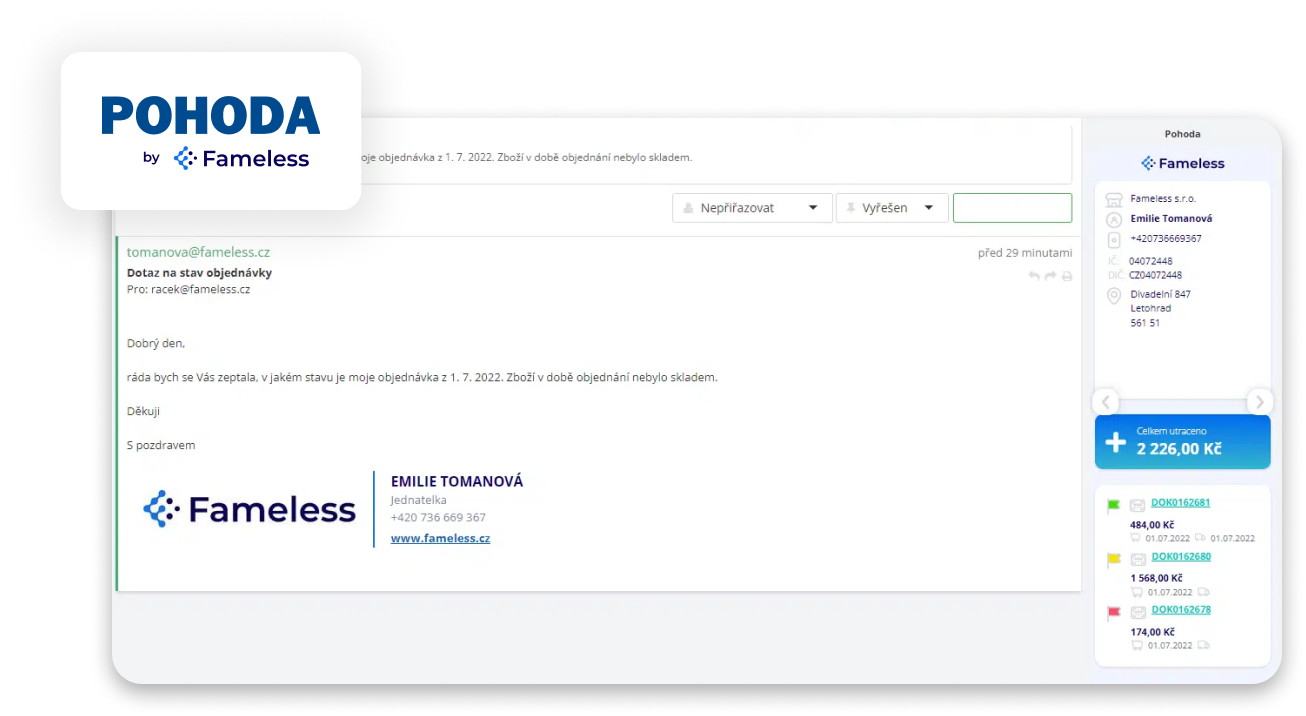 POHODA
by Fameless
oje objednávka z 1. 7. 2022. Zboží v době objednání nebylo skladem.
Nepřiřazovat
Vyřešen
tomanova@fameless.cz
před 29 minutami
Dotaz na stav objednávky
Pro: racek@fameless.cz
Dobrý den,
ráda bych se Vás zeptala, v jakém stavu je moje objednávka z 1. 7. 2022. Zboží v době objednání nebylo skladem.
Děkuji
S pozdravem
Fameless
EMILIE TOMANOVÁ
Jednatelka
+420 736 669 367
www.fameless.cz
Pohoda
Fameless
Fameless s.r.o.
Emilie Tomanová
+420736669367
IČ: 04072448
DIČ: CZ04072448
Divadelní 847
Letohrad
561 51
Celkem utraceno
2 226,00 Kč
DOK0162681
484,00 Kč
01.07.2022 01.07.2022
DOK0162680
1 568,00 Kč
01.07.2022
DOK0162678
174,00 Kč
01.07.2022